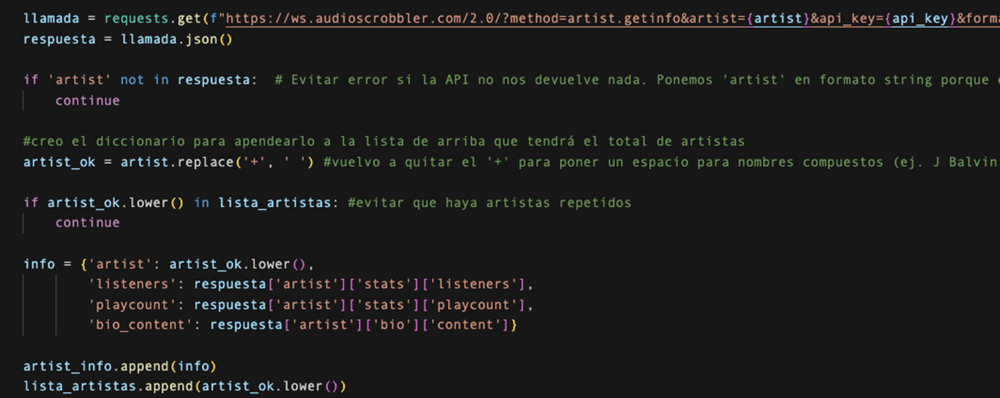 llamada = requests.get(f"https://ws.audioscrobbler.com/2.0/?method=artist.getinfo&artist={artist}&api_key={api_key}&form
respuesta = llamada.json()
if 'artist' not in respuesta:  # Evitar error si la API no nos devuelve nada. Ponemos 'artist' en formato string porque
continue
#creo el diccionario para apendearlo a la lista de arriba que tendrá el total de artistas
artist_ok = artist.replace('+', ' ') #vuelvo a quitar el '+' para poner un espacio para nombres compuestos (ej. J Balvin
if artist_ok.lower() in lista_artistas: #evitar que haya artistas repetidos
continue
info = {'artist': artist_ok.lower(),
'listeners': respuesta['artist']['stats']['listeners'],
'playcount': respuesta['artist']['stats']['playcount'],
'bio_content': respuesta['artist']['bio']['content']}
artist_info.append(info)
lista_artistas.append(artist_ok.lower())